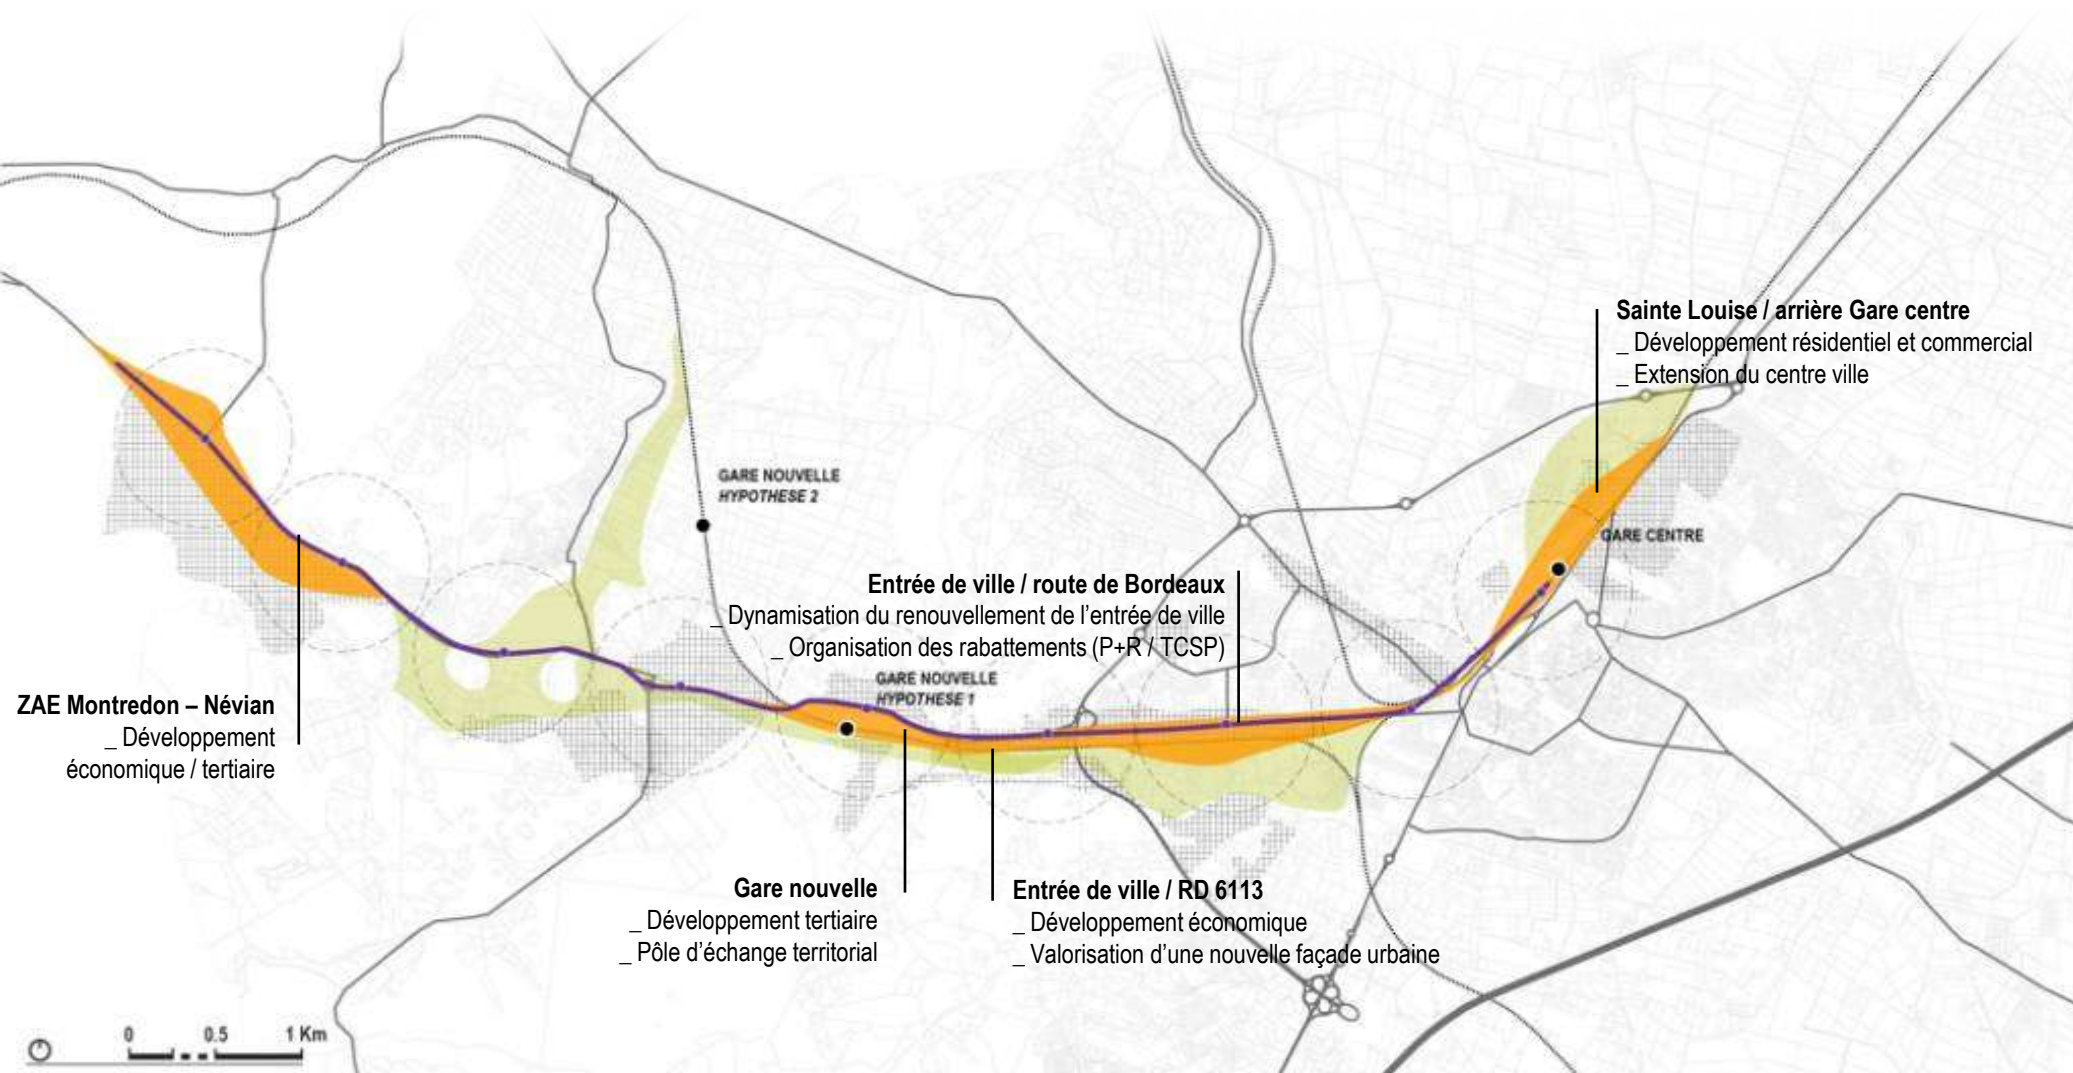 Sainte Louise / arrière Gare centre
_ Développement résidentiel et commercial
_ Extension du centre ville
GARE NOUVELLE
HYPOTHESE 2
GARE CENTRE
Entrée de ville / route de Bordeaux
_ Dynamisation du renouvellement de l’entrée de ville
_ Organisation des rabattements (P+R / TCSP)
GARE NOUVELLE
HYPOTHESE 1
ZAE Montredon – Névian
_ Développement
économique / tertiaire
Gare nouvelle
_ Développement tertiaire
_ Pôle d’échange territorial
Entrée de ville / RD 6113
_ Développement économique
_ Valorisation d’une nouvelle façade urbaine
0 0.5 1 Km